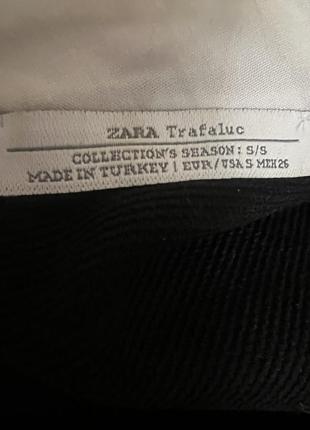 ZARA Trafaluc
COLLECTION'S SEASON: S/S
MADE IN TURKEY | EUR/USA S MEX 26